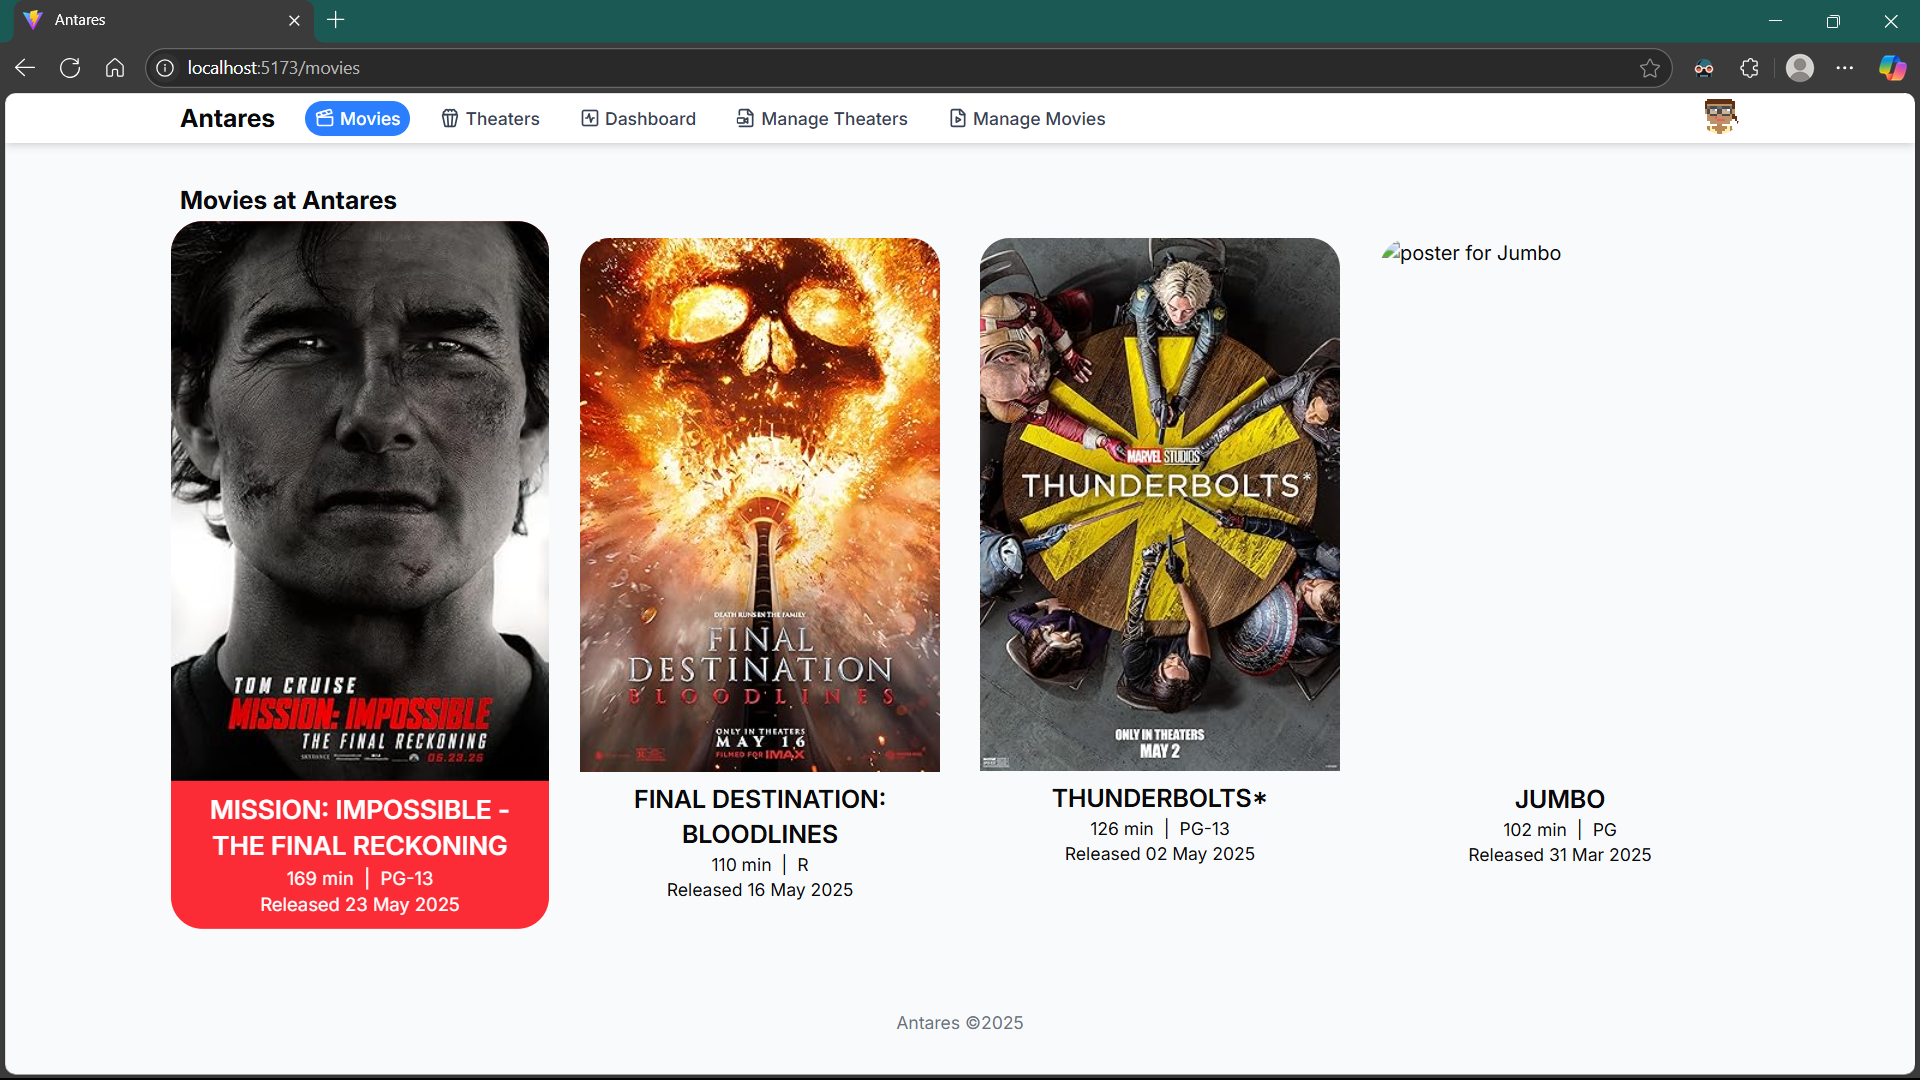 Antares
localhost:5173/movies
Antares Movies Theaters Dashboard Manage Theaters Manage Movies
Movies at Antares
TOM CRUISE
MISSION: IMPOSSIBLE
THE FINAL RECKONING
05.23.25
MISSION: IMPOSSIBLE -
THE FINAL RECKONING
169 min | PG-13
Released 23 May 2025
DEATH RUNS IN THE FAMILY
FINAL
DESTINATION
BLOODLINES
ONLY IN THEATERS
MAY 16
FILMED FOR IMAX
FINAL DESTINATION:
BLOODLINES
110 min | R
Released 16 May 2025
MARVEL STUDIOS
THUNDERBOLTS*
ONLY IN THEATERS
MAY 2
THUNDERBOLTS*
126 min | PG-13
Released 02 May 2025
poster for Jumbo
JUMBO
102 min | PG
Released 31 Mar 2025
Antares ©2025